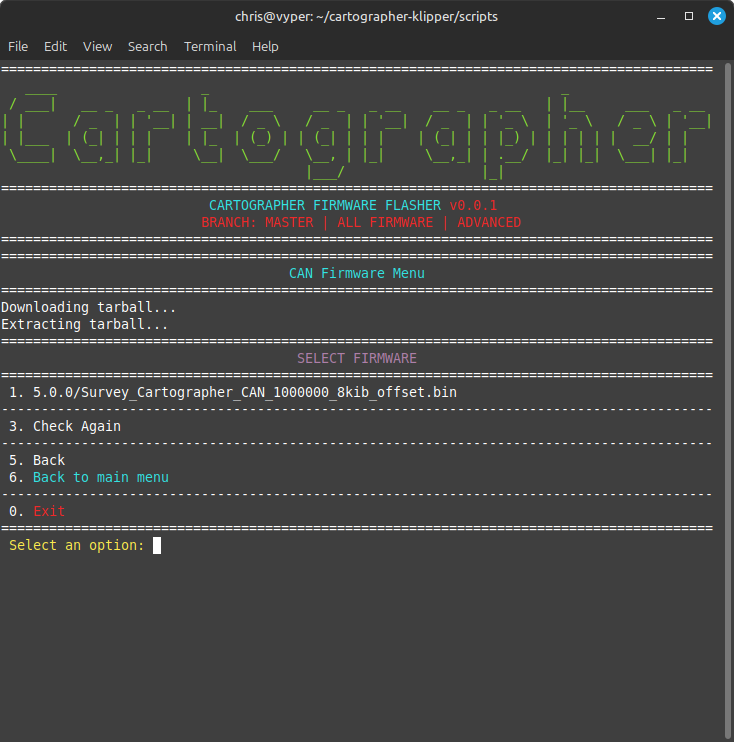 chris@vyper: ~/cartographer-klipper/scripts
File Edit View Search Terminal Help
Cartographer
CARTOGRAPHER FIRMWARE FLASHER v0.0.1
BRANCH: MASTER | ALL FIRMWARE | ADVANCED
CAN Firmware Menu
Downloading tarball...
Extracting tarball...
SELECT FIRMWARE
1. 5.0.0/Survey_Cartographer_CAN_1000000_8kib_offset.bin
3. Check Again
5. Back
6. Back to main menu
0. Exit
Select an option: